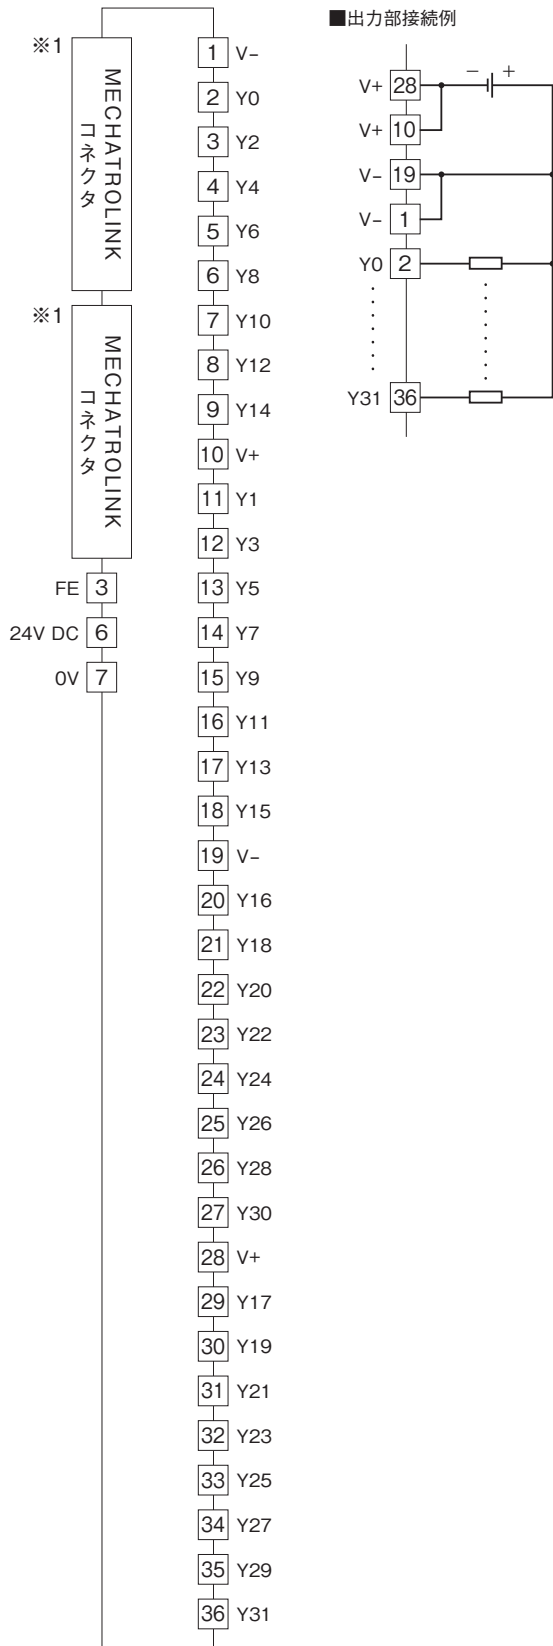 ※1
MECHATROLINK
コネクタ
※1
MECHATROLINK
コネクタ
FE 3
24V DC 6
0V 7
1 V−
2 Y0
3 Y2
4 Y4
5 Y6
6 Y8
7 Y10
8 Y12
9 Y14
10 V+
11 Y1
12 Y3
13 Y5
14 Y7
15 Y9
16 Y11
17 Y13
18 Y15
19 V−
20 Y16
21 Y18
22 Y20
23 Y22
24 Y24
25 Y26
26 Y28
27 Y30
28 V+
29 Y17
30 Y19
31 Y21
32 Y23
33 Y25
34 Y27
35 Y29
36 Y31
■出力部接続例
− +
V+ 28
V+ 10
V− 19
V− 1
Y0 2
Y31 36